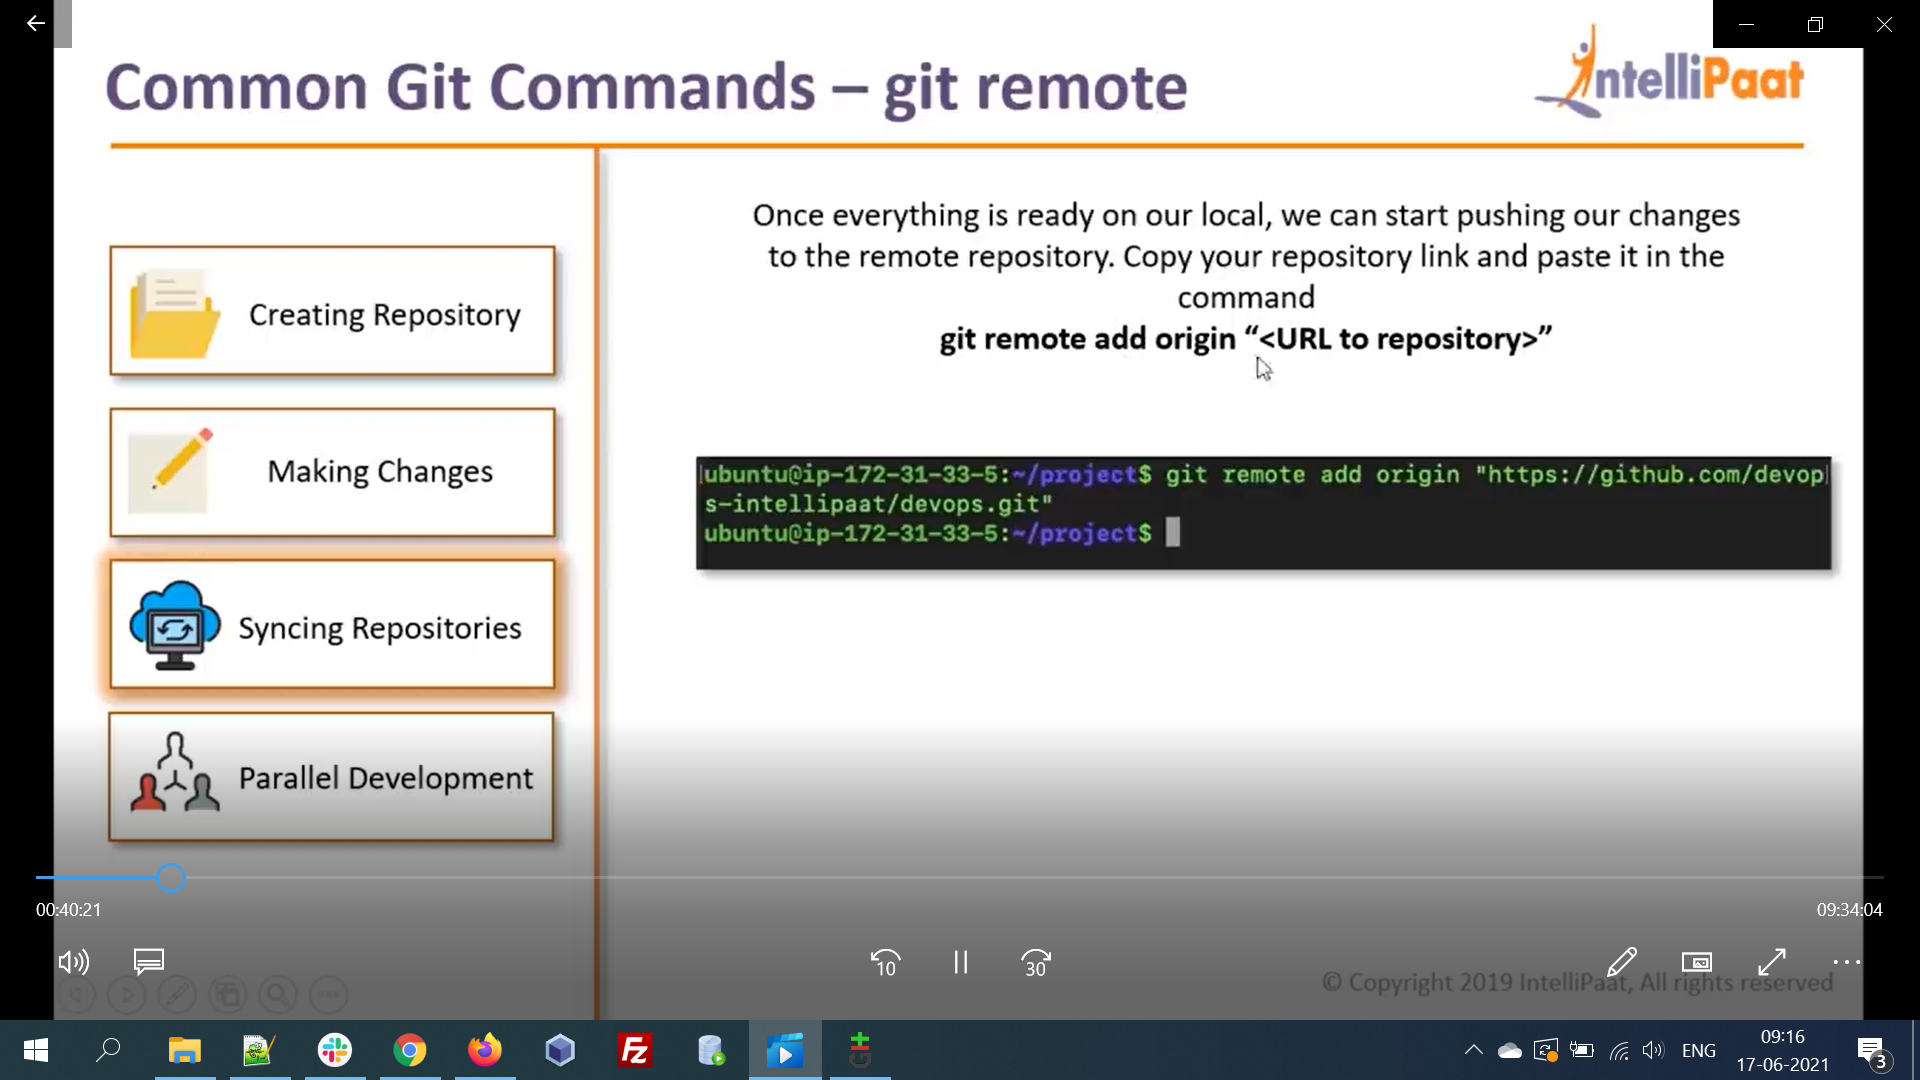 Common Git Commands – git remote
IntelliPaat
Creating Repository
Making Changes
Syncing Repositories
Parallel Development
Once everything is ready on our local, we can start pushing our changes
to the remote repository. Copy your repository link and paste it in the
command
git remote add origin “<URL to repository>”
ubuntu@ip-172-31-33-5:~/project$ git remote add origin "https://github.com/devop
s-intellipaat/devops.git"
ubuntu@ip-172-31-33-5:~/project$
00:40:21
09:34:04
10
30
© Copyright 2019 IntelliPaat, All rights reserved
Fz
ENG
09:16
17-06-2021
3